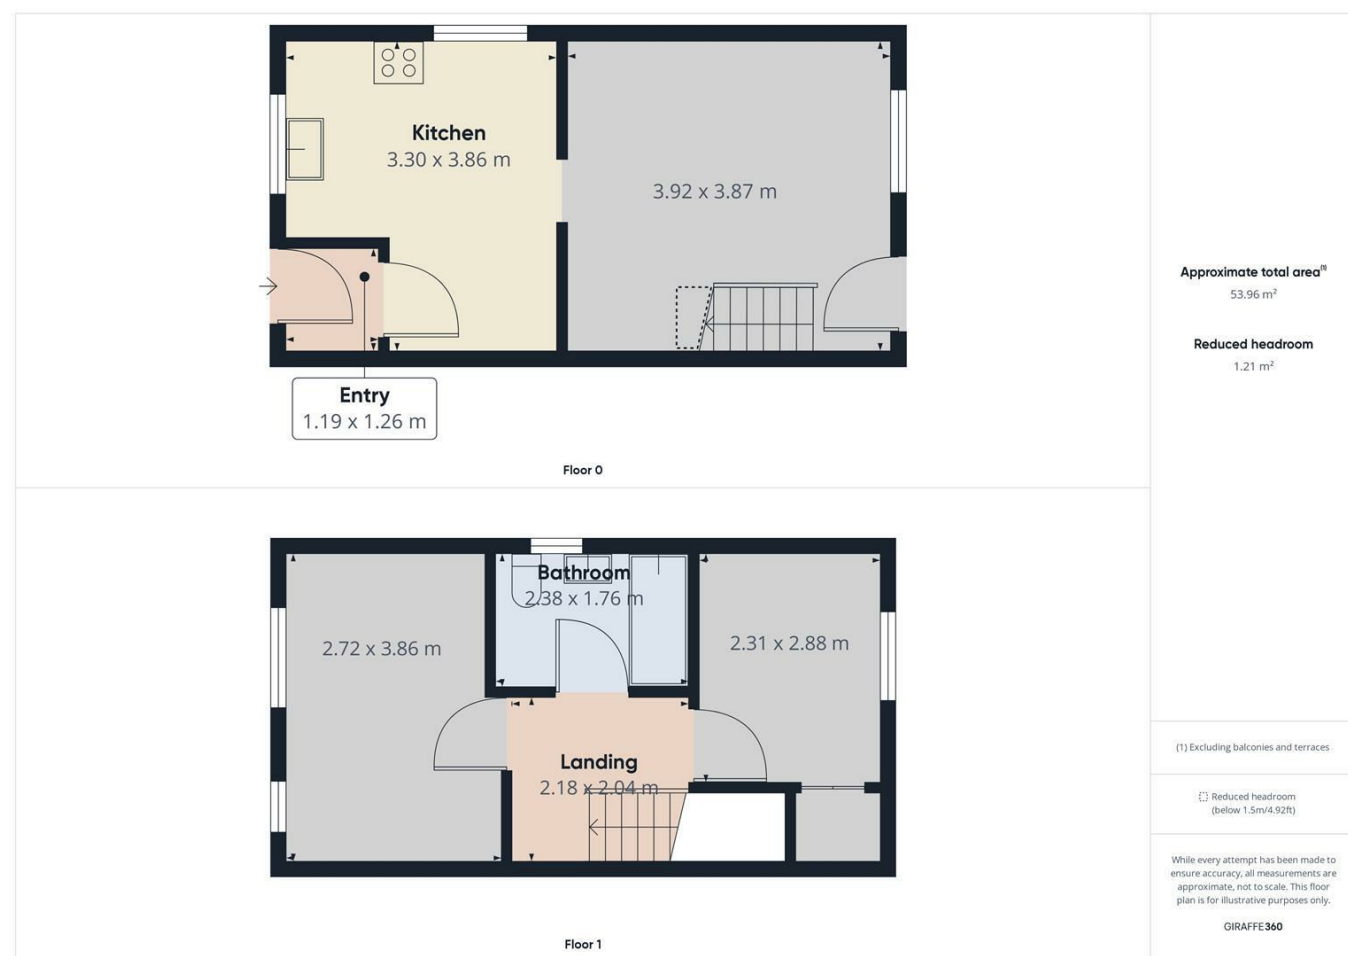 Kitchen
3.30 x 3.86 m
3.92 x 3.87 m
Entry
1.19 x 1.26 m
Floor 0
Bathroom
2.38 x 1.76 m
2.72 x 3.86 m
2.31 x 2.88 m
Landing
2.18 x 2.04 m
Floor 1
Approximate total area(1)
53.96 m²
Reduced headroom
1.21 m²
(1) Excluding balconies and terraces
Reduced headroom
(below 1.5m/4.92ft)
While every attempt has been made to
ensure accuracy, all measurements are
approximate, not to scale. This floor
plan is for illustrative purposes only.
GIRAFFE360